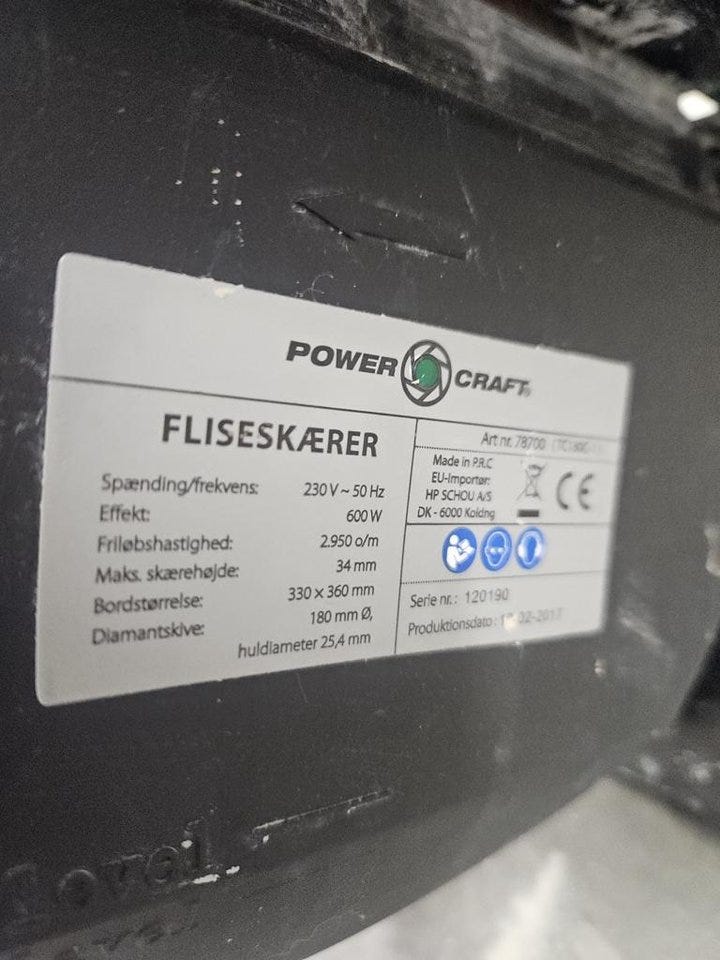 POWER CRAFT®
FLISESKÆRER
Spænding/frekvens: 230 V ~ 50 Hz
Effekt: 600 W
Friløbshastighed: 2.950 o/m
Maks. skærehøjde: 34 mm
Bordstørrelse: 330 x 360 mm
Diamantskive: 180 mm Ø,
huldiameter 25,4 mm
Art nr. 78700
Made in P.R.C
EU-Importør:
HP SCHOU A/S
DK - 6000 Kolding
CE
Serie nr.: 120190
Produktionsdato:
Level